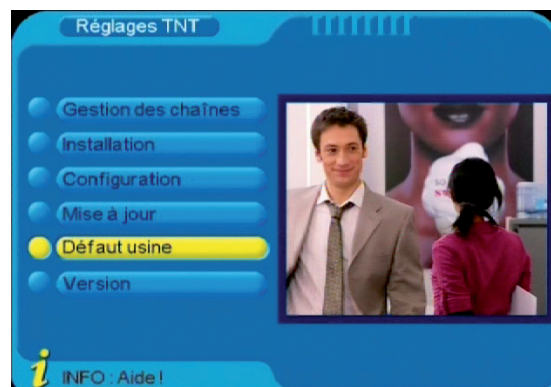 Réglages TNT
Gestion des chaînes
Installation
Configuration
Mise à jour
Défaut usine
Version
i INFO : Aide !